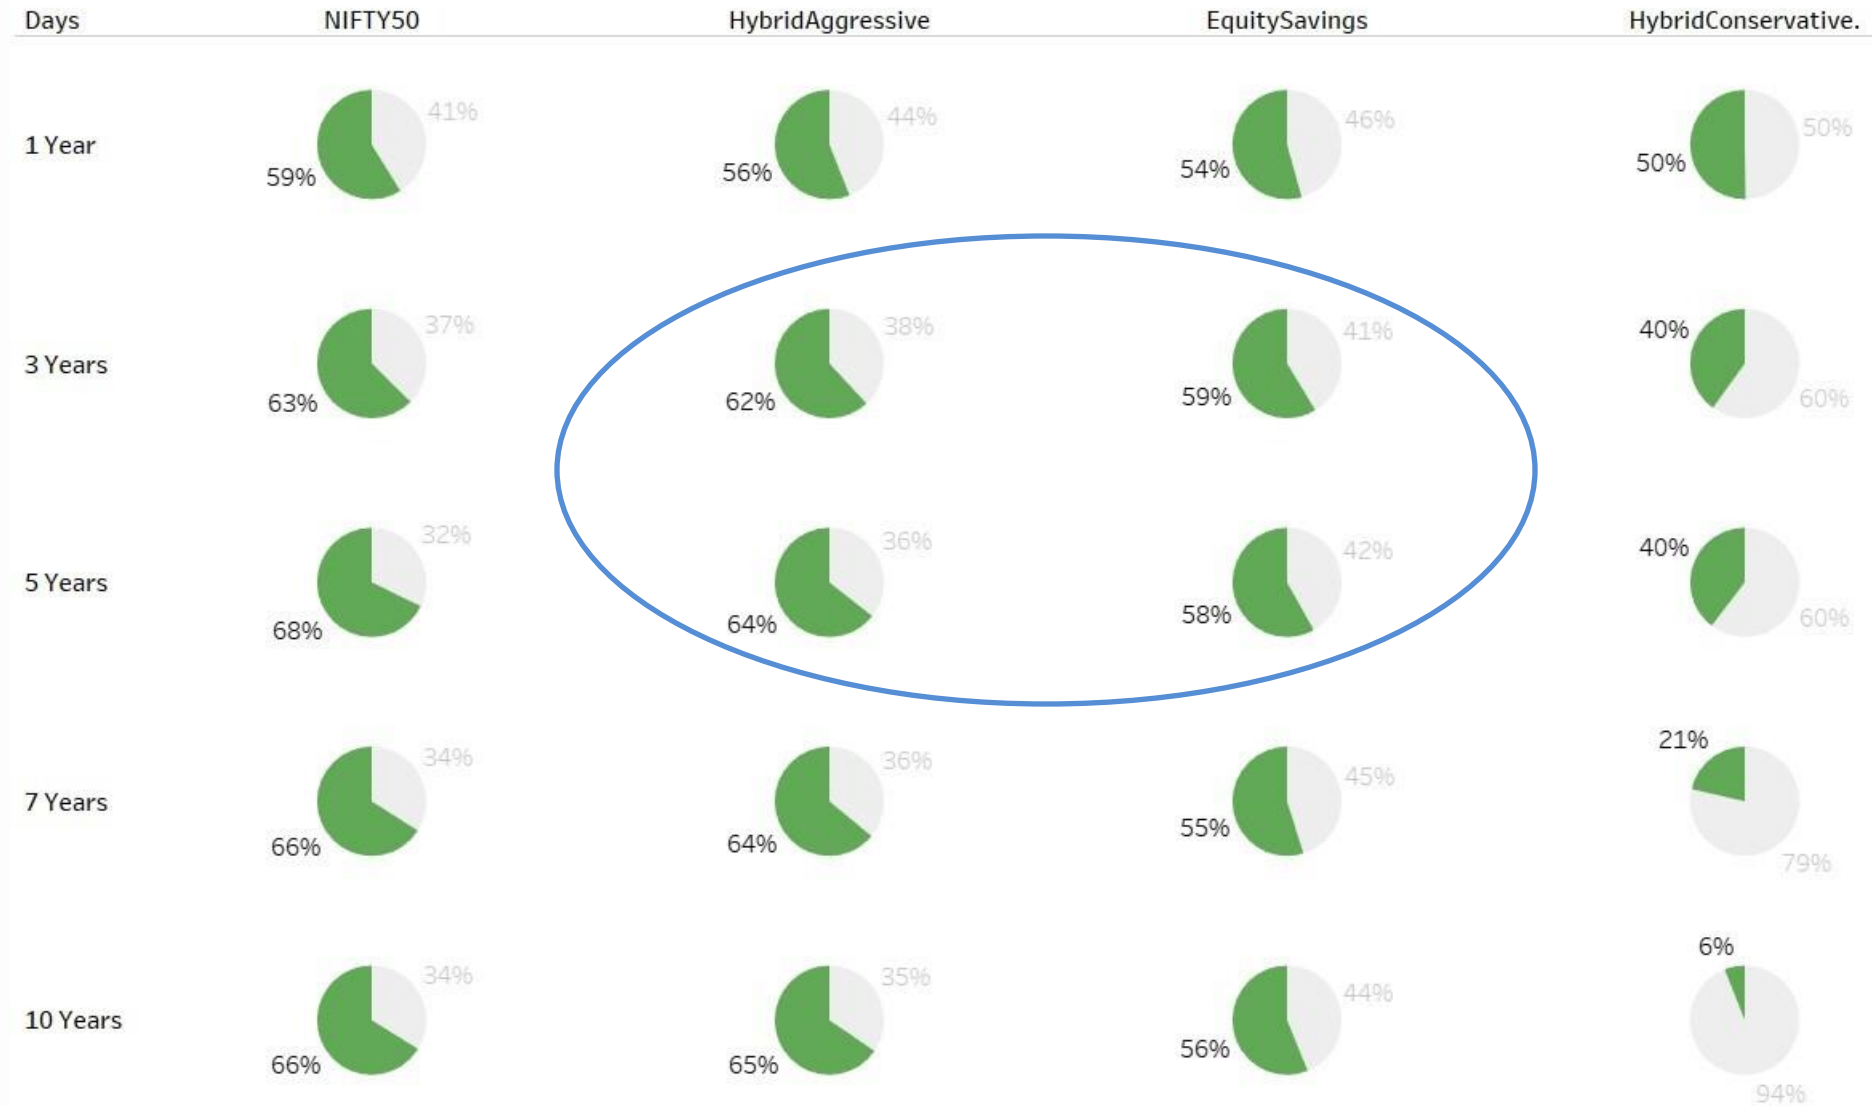 Days NIFTY50 HybridAggressive EquitySavings HybridConservative.
1 Year 59% 41% 56% 44% 54% 46% 50% 50%
3 Years 63% 37% 62% 38% 59% 41% 40% 60%
5 Years 68% 32% 64% 36% 58% 42% 40% 60%
7 Years 66% 34% 64% 36% 55% 45% 21% 79%
10 Years 66% 34% 65% 35% 56% 44% 6% 94%